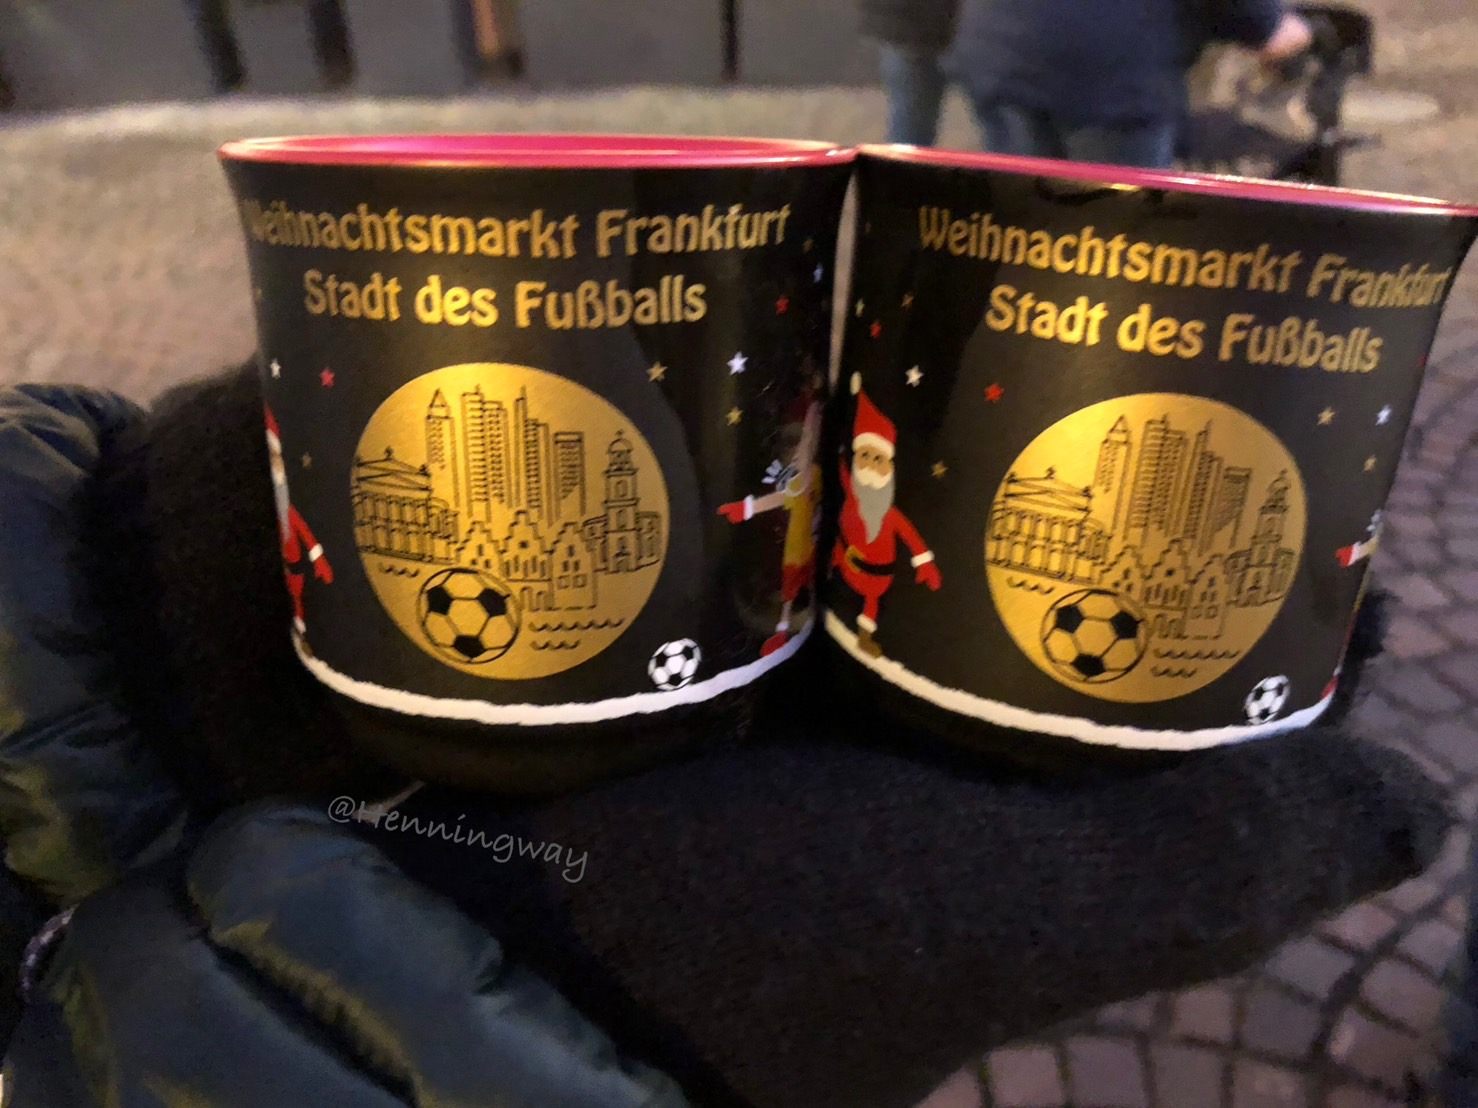 Weihnachtsmarkt Frankfurt
Stadt des Fußballs
Weihnachtsmarkt Frankfurt
Stadt des Fußballs
@Henningway